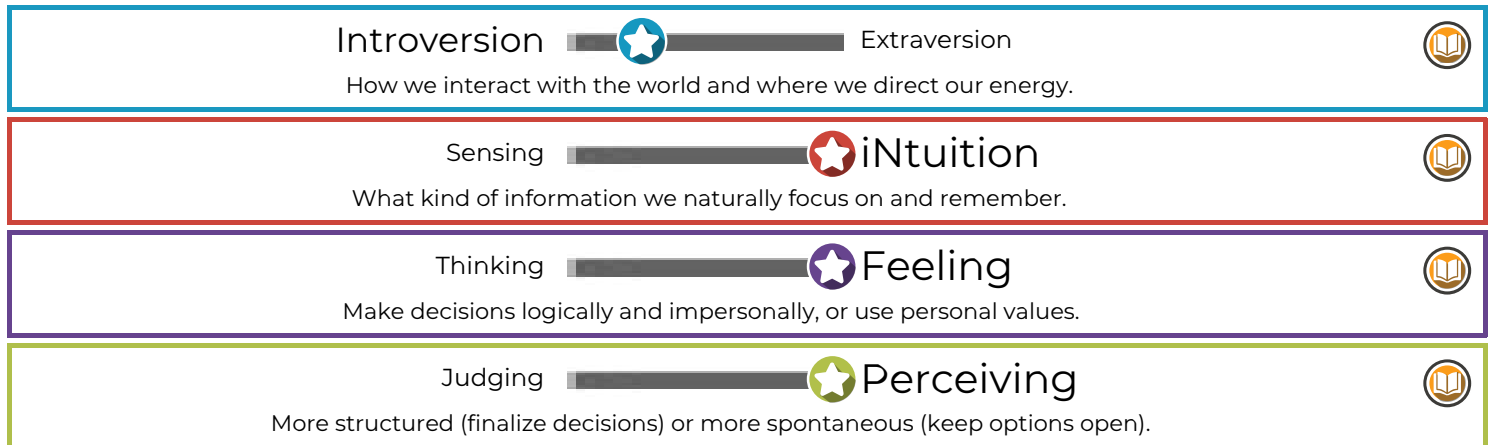 Introversion Extraversion
How we interact with the world and where we direct our energy.
Sensing iNtuition
What kind of information we naturally focus on and remember.
Thinking Feeling
Make decisions logically and impersonally, or use personal values.
Judging Perceiving
More structured (finalize decisions) or more spontaneous (keep options open).